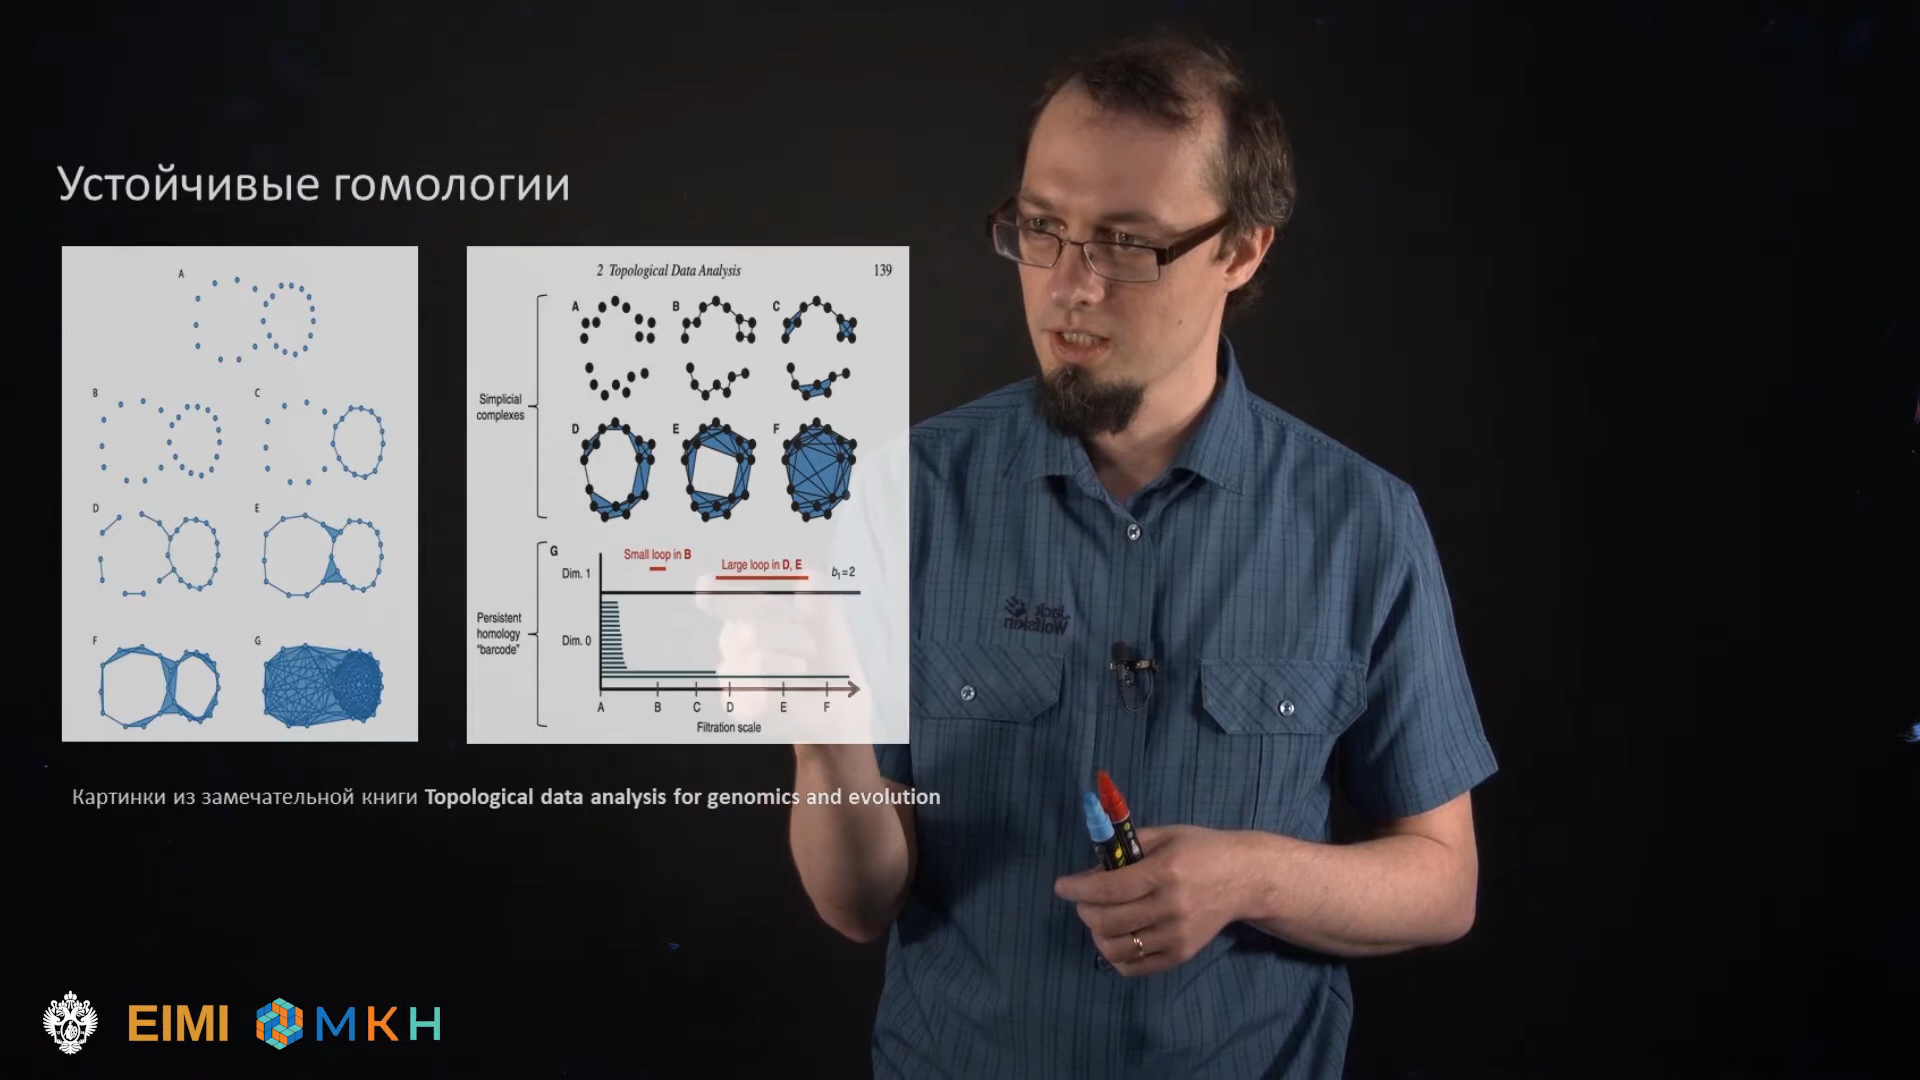 Устойчивые гомологии
A
B
C
D
E
F
G
2 Topological Data Analysis
139
A
B
C
Simplicial
complexes
D
E
F
G
Small loop in B
Large loop in D, E
b₁=2
Dim. 1
Persistent
homology
"barcode"
Dim. 0
A
B
C
D
E
F
Filtration scale
Картинки из замечательной книги Topological data analysis for genomics and evolution
Jack
Wolfskin
EIMI
МКН